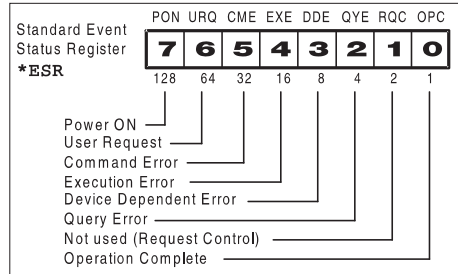 PON URQ CME EXE DDE QYE RQC OPC
Standard Event
Status Register
*ESR
7 6 5 4 3 2 1 0
128 64 32 16 8 4 2 1
Power ON
User Request
Command Error
Execution Error
Device Dependent Error
Query Error
Not used (Request Control)
Operation Complete